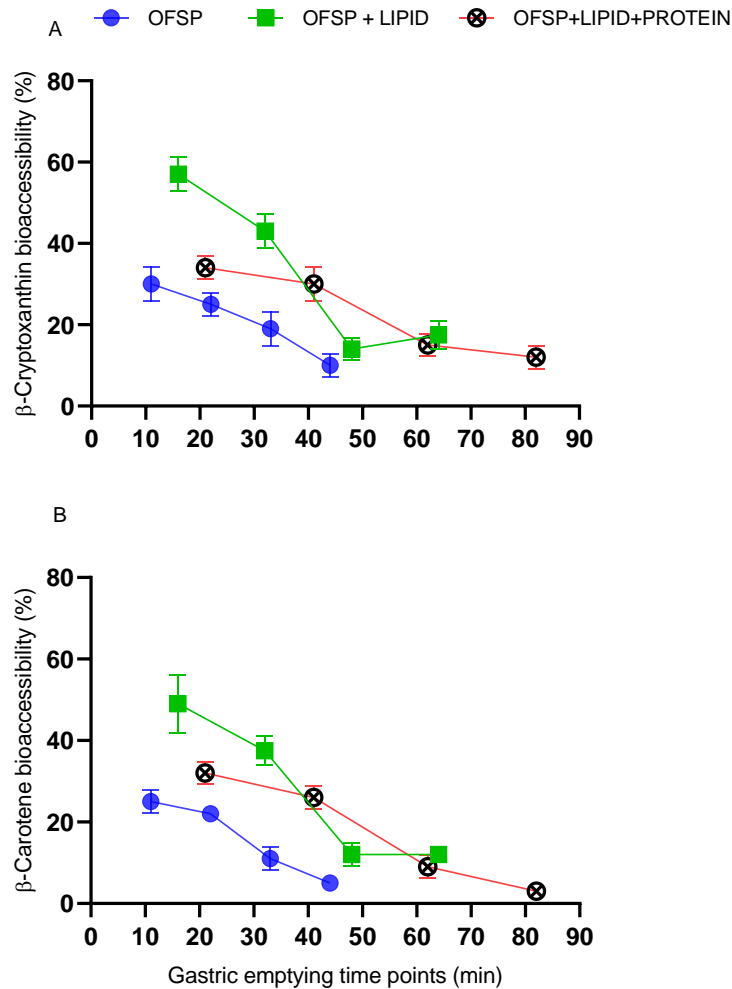 A OFSP OFSP + LIPID OFSP+LIPID+PROTEIN
β-Cryptoxanthin bioaccessibility (%)
80
60
40
20
0
0 10 20 30 40 50 60 70 80 90
B
β-Carotene bioaccessibility (%)
80
60
40
20
0
0 10 20 30 40 50 60 70 80 90
Gastric emptying time points (min)